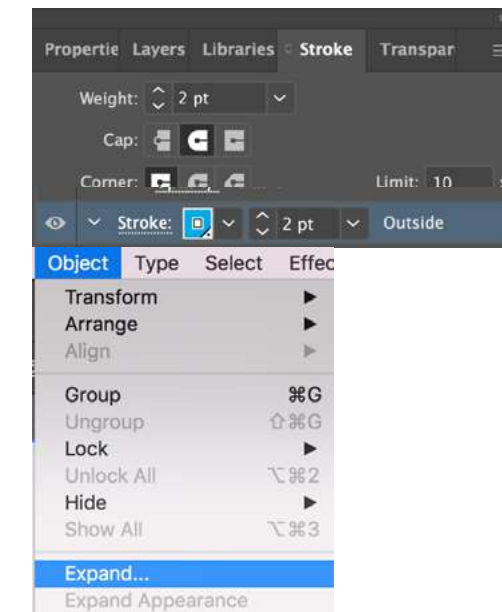 Propertie Layers Libraries Stroke Transpar
Weight: 2 pt
Cap:
Corner: Limit: 10
Stroke: 2 pt Outside
Object Type Select Effec
Transform
Arrange
Align
Group ⌘G
Ungroup ⇧⌘G
Lock
Unlock All ⌥⌘2
Hide
Show All ⌥⌘3
Expand...
Expand Appearance